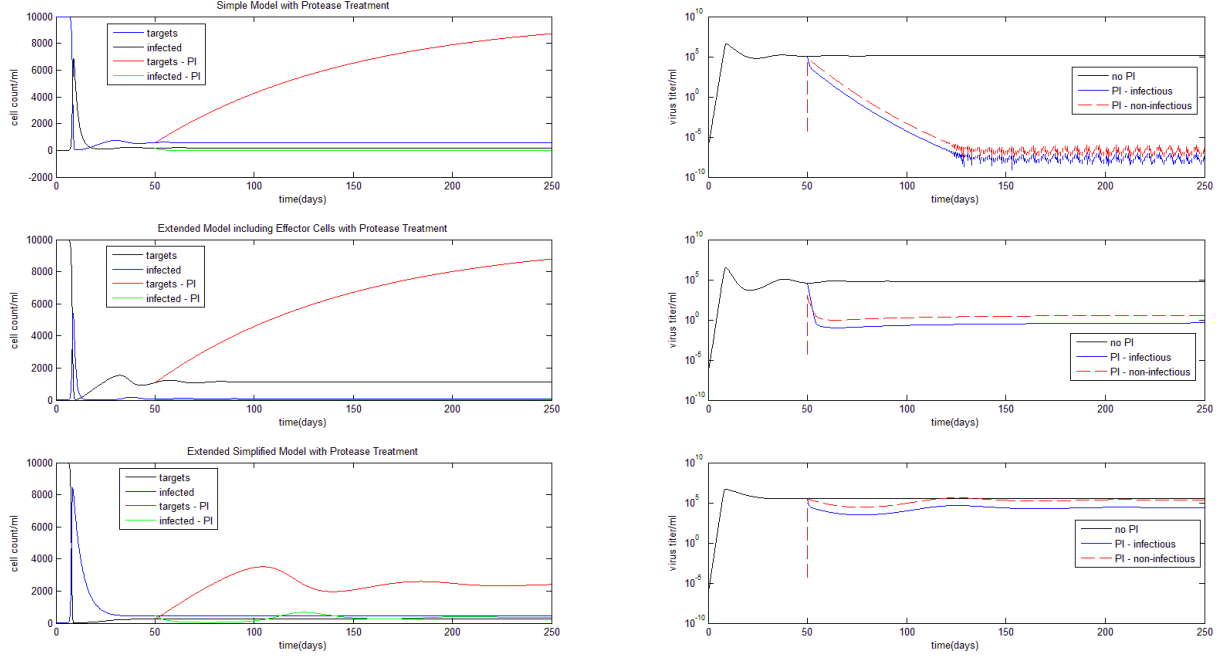 Simple Model with Protease Treatment
cell count/ml
10000
8000
6000
4000
2000
0
-2000
targets
infected
targets - PI
infected - PI
0 50 100 150 200 250
time(days)
virus titer/ml
10^10
10^5
10^0
10^-5
10^-10
no PI
PI - infectious
PI - non-infectious
0 50 100 150 200 250
time(days)
Extended Model including Effector Cells with Protease Treatment
cell count/ml
10000
8000
6000
4000
2000
0
targets
infected
targets - PI
infected - PI
0 50 100 150 200 250
time(days)
virus titer/ml
10^10
10^5
10^0
10^-5
10^-10
no PI
PI - infectious
PI - non-infectious
0 50 100 150 200 250
time(days)
Extended Simplified Model with Protease Treatment
cell count/ml
10000
8000
6000
4000
2000
0
targets
infected
targets - PI
infected - PI
0 50 100 150 200 250
time(days)
virus titer/ml
10^10
10^5
10^0
10^-5
10^-10
no PI
PI - infectious
PI - non-infectious
0 50 100 150 200 250
time(days)